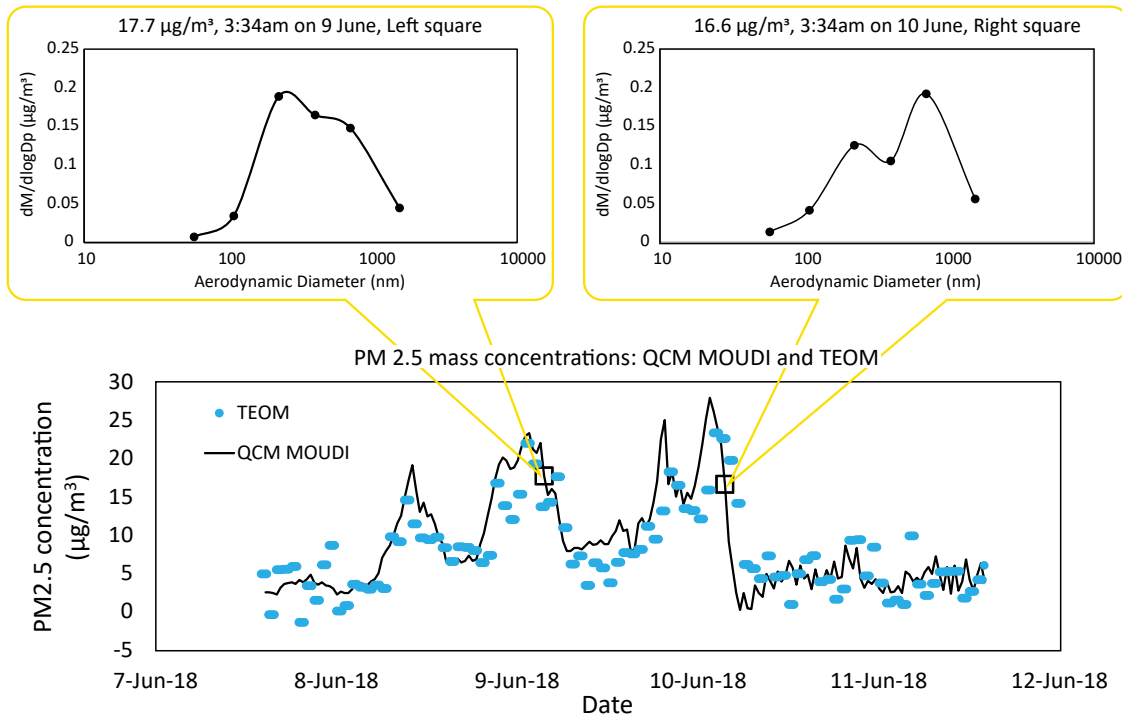 17.7 µg/m³, 3:34am on 9 June, Left square
0.25
0.2
0.15
0.1
0.05
0
dM/dlogDp (µg/m³)
10
100
1000
10000
Aerodynamic Diameter (nm)
16.6 µg/m³, 3:34am on 10 June, Right square
0.25
0.2
0.15
0.1
0.05
0
dM/dlogDp (µg/m³)
10
100
1000
10000
Aerodynamic Diameter (nm)
PM 2.5 mass concentrations: QCM MOUDI and TEOM
30
25
20
15
10
5
0
-5
PM2.5 concentration
(µg/m³)
TEOM
QCM MOUDI
7-Jun-18
8-Jun-18
9-Jun-18
10-Jun-18
11-Jun-18
12-Jun-18
Date